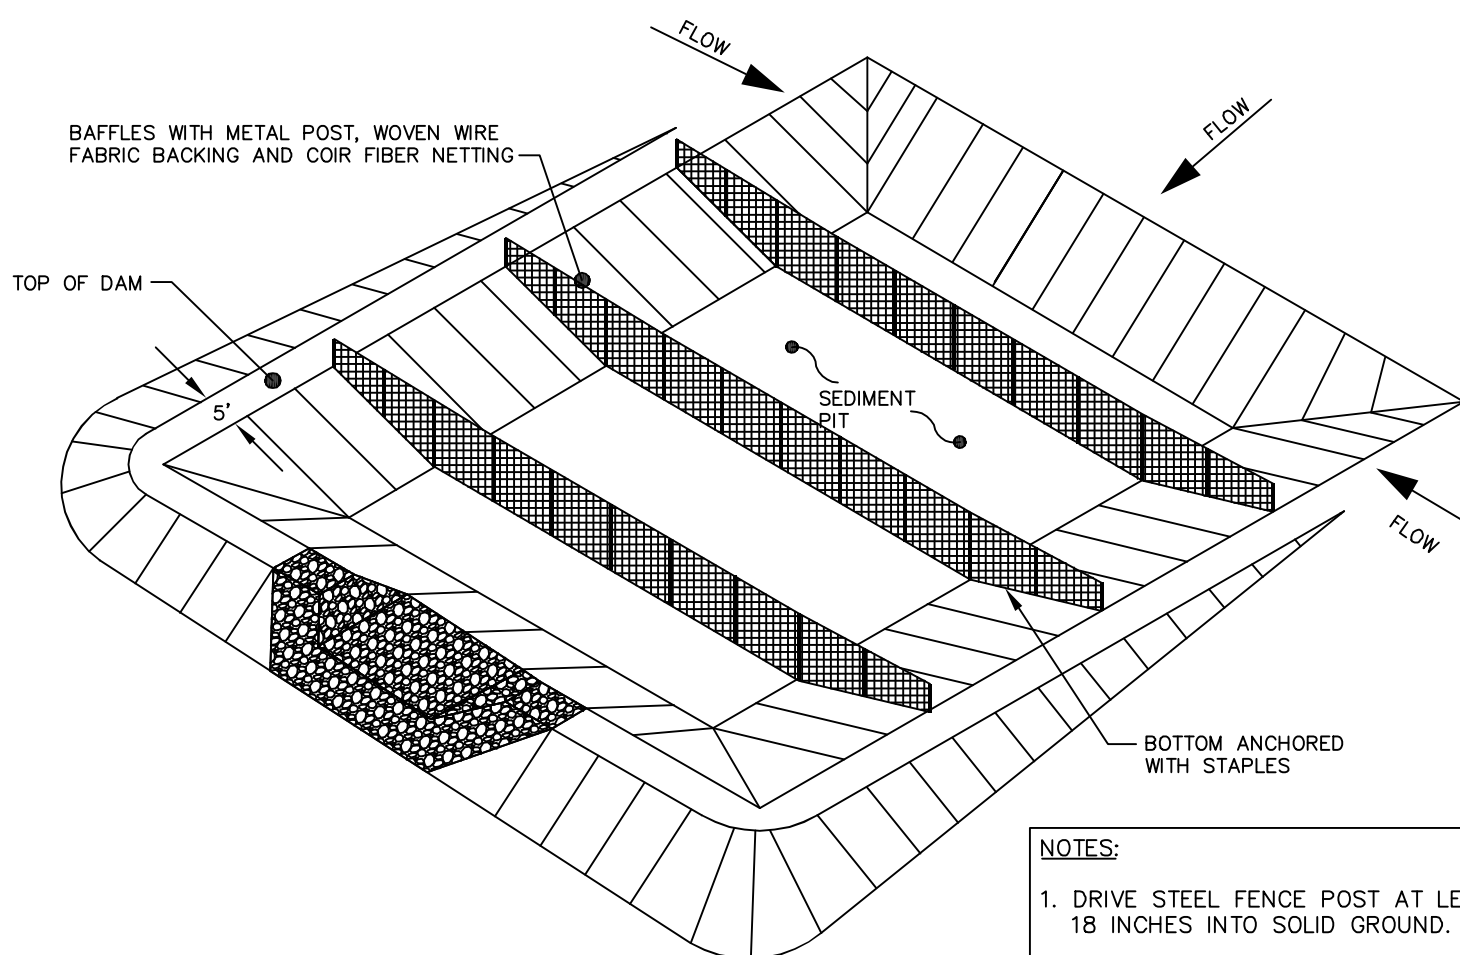 FLOW
FLOW
BAFFLES WITH METAL POST, WOVEN WIRE
FABRIC BACKING AND COIR FIBER NETTING
TOP OF DAM
5'
SEDIMENT
PIT
FLOW
BOTTOM ANCHORED
WITH STAPLES
NOTES:
1. DRIVE STEEL FENCE POST AT LE
18 INCHES INTO SOLID GROUND.